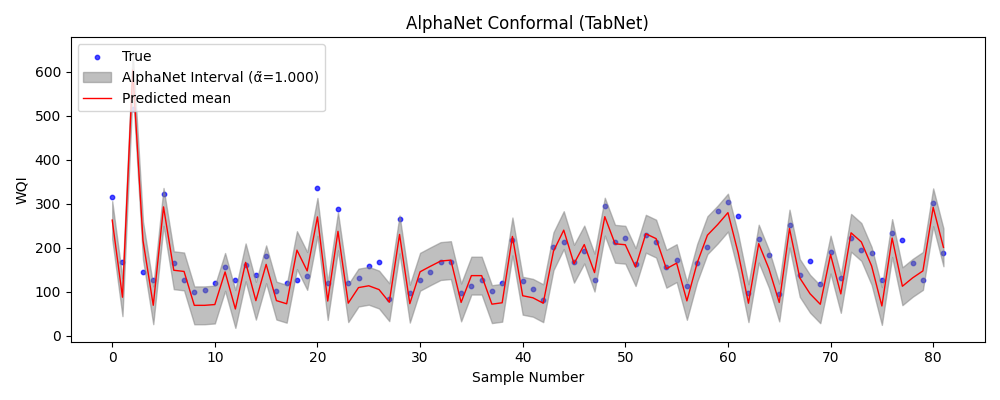 AlphaNet Conformal (TabNet)
True
AlphaNet Interval (ᾰ=1.000)
Predicted mean
WQI
600
500
400
300
200
100
0
0 10 20 30 40 50 60 70 80
Sample Number